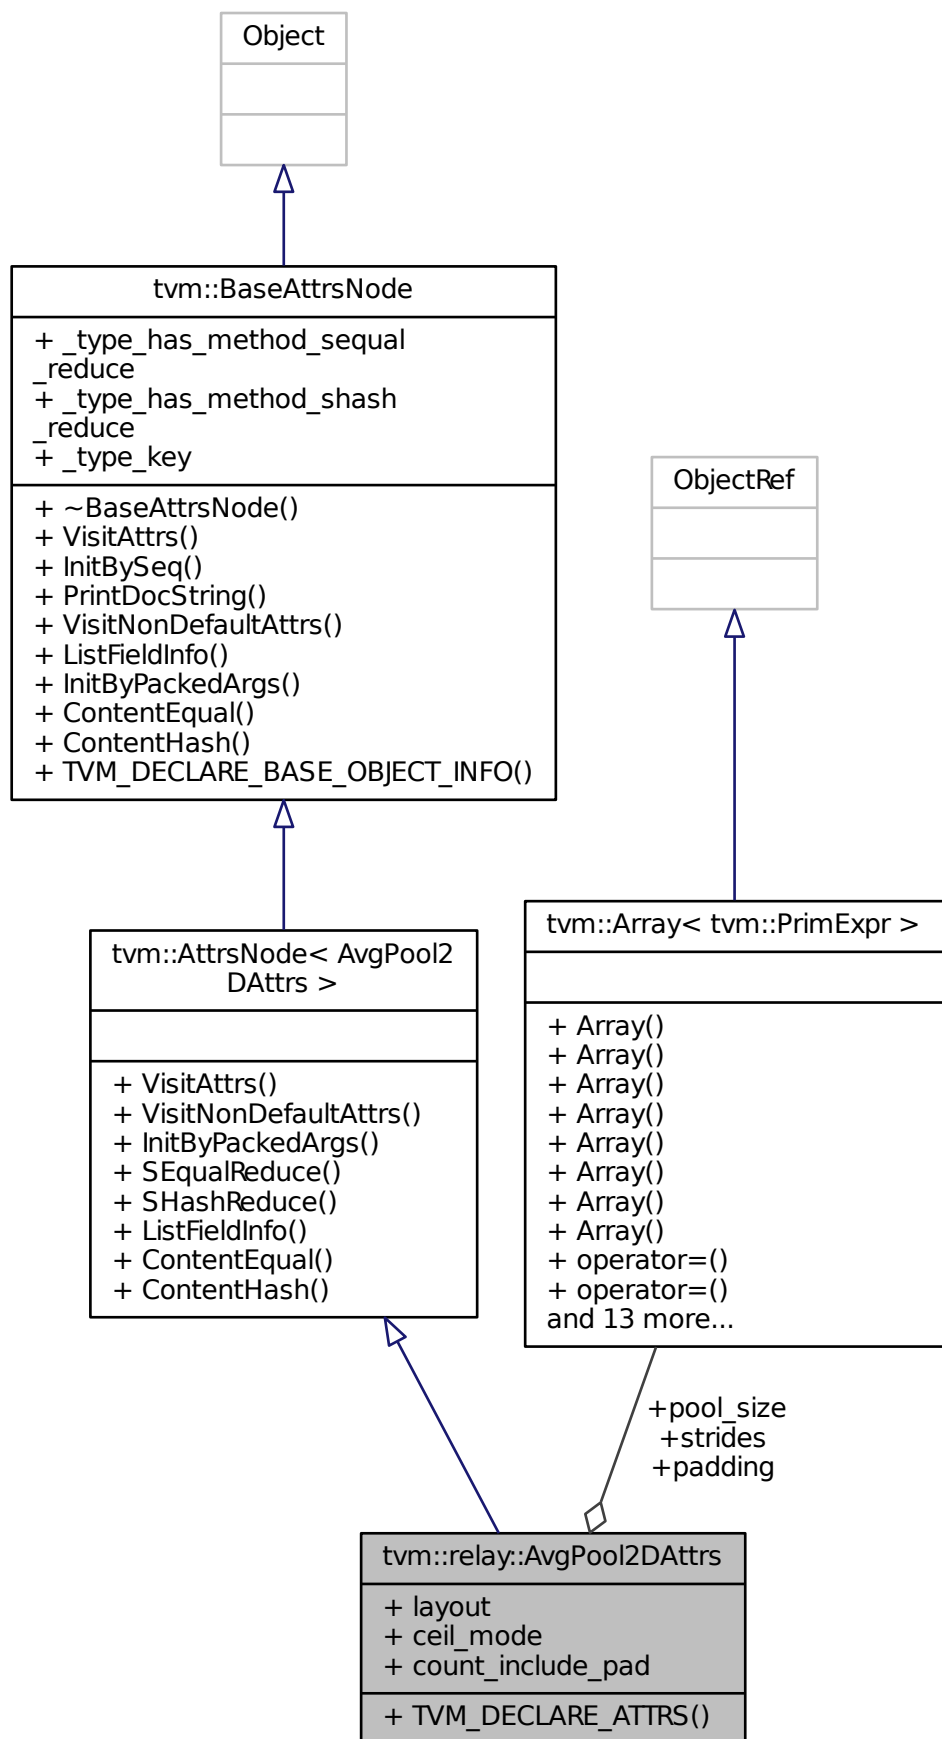 Object
tvm::BaseAttrsNode
+ _type_has_method_sequal
_reduce
+ _type_has_method_shash
_reduce
+ _type_key
+ ~BaseAttrsNode()
+ VisitAttrs()
+ InitBySeq()
+ PrintDocString()
+ VisitNonDefaultAttrs()
+ ListFieldInfo()
+ InitByPackedArgs()
+ ContentEqual()
+ ContentHash()
+ TVM_DECLARE_BASE_OBJECT_INFO()
ObjectRef
tvm::AttrsNode< AvgPool2
DAttrs >
+ VisitAttrs()
+ VisitNonDefaultAttrs()
+ InitByPackedArgs()
+ SEqualReduce()
+ SHashReduce()
+ ListFieldInfo()
+ ContentEqual()
+ ContentHash()
tvm::Array< tvm::PrimExpr >
+ Array()
+ Array()
+ Array()
+ Array()
+ Array()
+ Array()
+ Array()
+ Array()
+ operator=()
+ operator=()
and 13 more...
+pool_size
+strides
+padding
tvm::relay::AvgPool2DAttrs
+ layout
+ ceil_mode
+ count_include_pad
+ TVM_DECLARE_ATTRS()